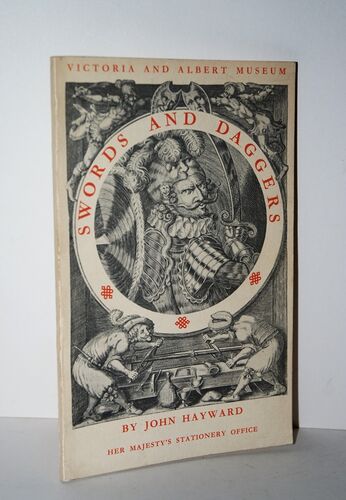 VICTORIA AND ALBERT MUSEUM
SWORDS AND DAGGERS
BY JOHN HAYWARD
HER MAJESTY'S STATIONERY OFFICE